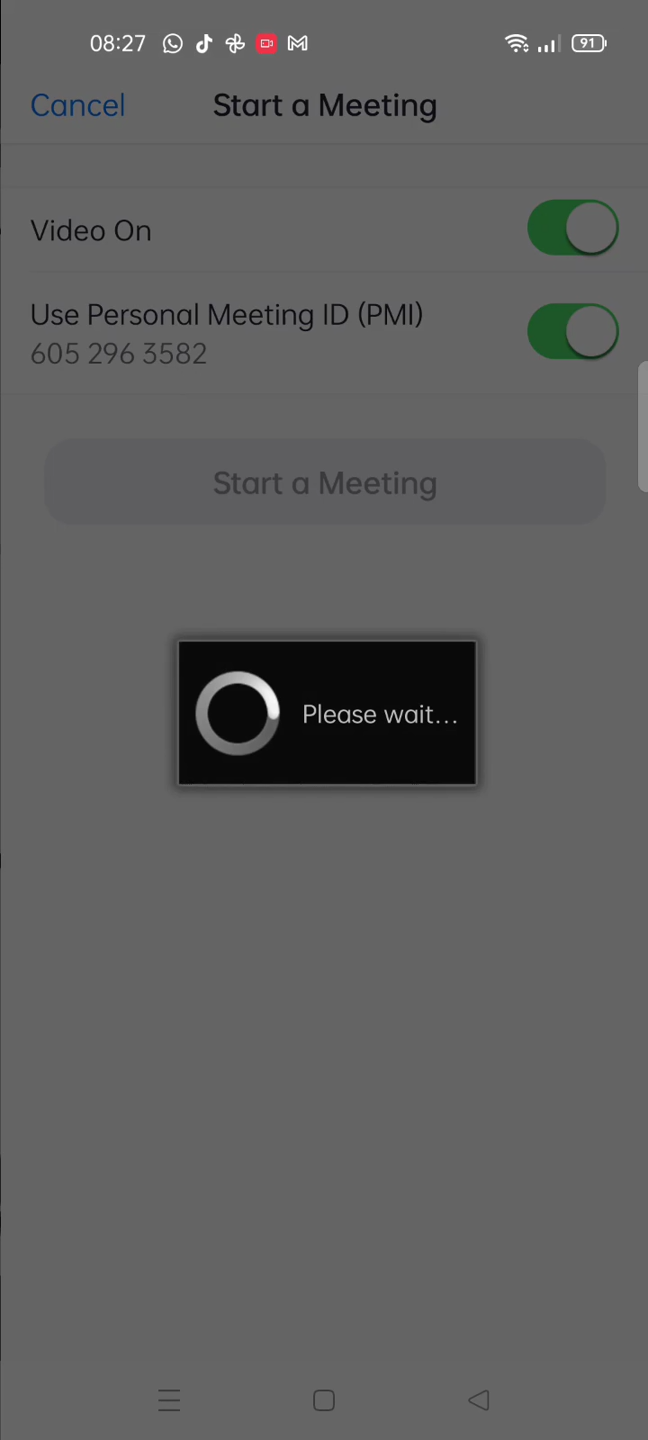 08:27
91
Cancel
Start a Meeting
Video On
Use Personal Meeting ID (PMI)
605 296 3582
Start a Meeting
Please wait...